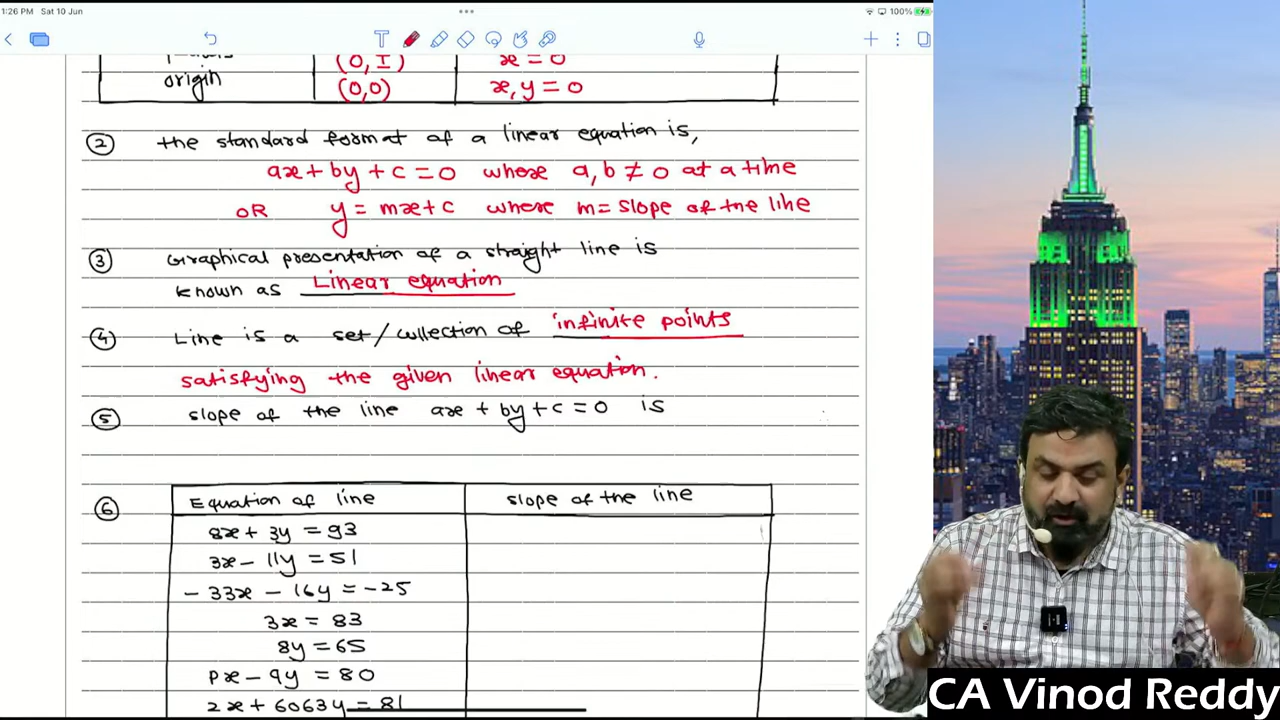 1:26 PM Sat 10 Jun
100%
(0, I) x = 0
origin (0,0) x, y = 0
② the standard format of a linear equation is,
ax + by + c = 0 where a, b ≠ 0 at a time
OR y = mx + c where m = slope of the line
③ Graphical presentation of a straight line is
known as Linear equation
④ Line is a set/collection of infinite points
satisfying the given linear equation.
⑤ slope of the line ax + by + c = 0 is
⑥ Equation of line slope of the line
8x + 3y = 93
3x - 11y = 51
- 33x - 16y = -25
3x = 83
8y = 65
px - qy = 80
2x + 6063y = 81
CA Vinod Reddy